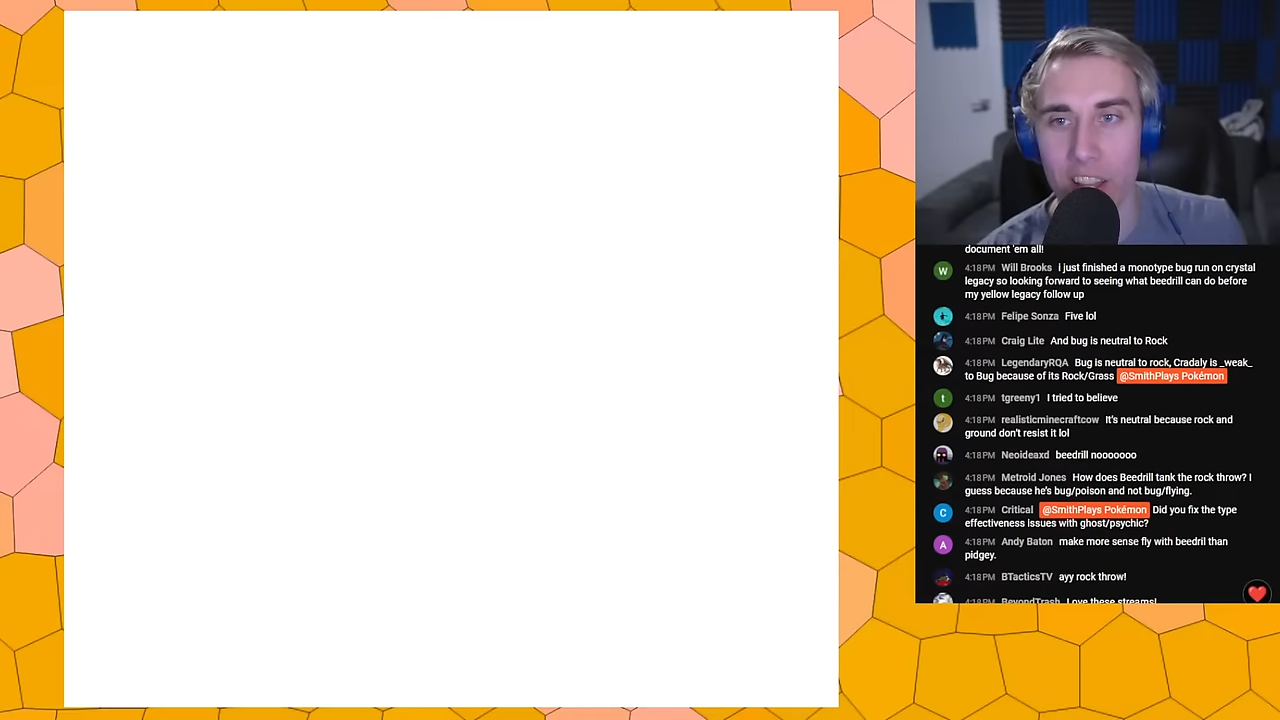 document 'em all!
W 4:18PM Will Brooks I just finished a monotype bug run on crystal
legacy so looking forward to seeing what beedrill can do before
my yellow legacy follow up
4:18PM Felipe Sonza Five lol
4:18PM Craig Lite And bug is neutral to Rock
4:18PM LegendaryRQA Bug is neutral to rock, Cradaly is _weak_
to Bug because of its Rock/Grass @SmithPlays Pokémon
t 4:18PM tgreeny1 I tried to believe
4:18PM realisticminecraftcow It's neutral because rock and
ground don't resist it lol
4:18PM Neoideaxd beedrill nooooooo
4:18PM Metroid Jones How does Beedrill tank the rock throw? I
guess because he's bug/poison and not bug/flying.
C 4:18PM Critical @SmithPlays Pokémon Did you fix the type
effectiveness issues with ghost/psychic?
A 4:18PM Andy Baton make more sense fly with beedril than
pidgey.
4:18PM BTacticsTV ayy rock throw!
4:18PM BeyondTrash Love these streams!